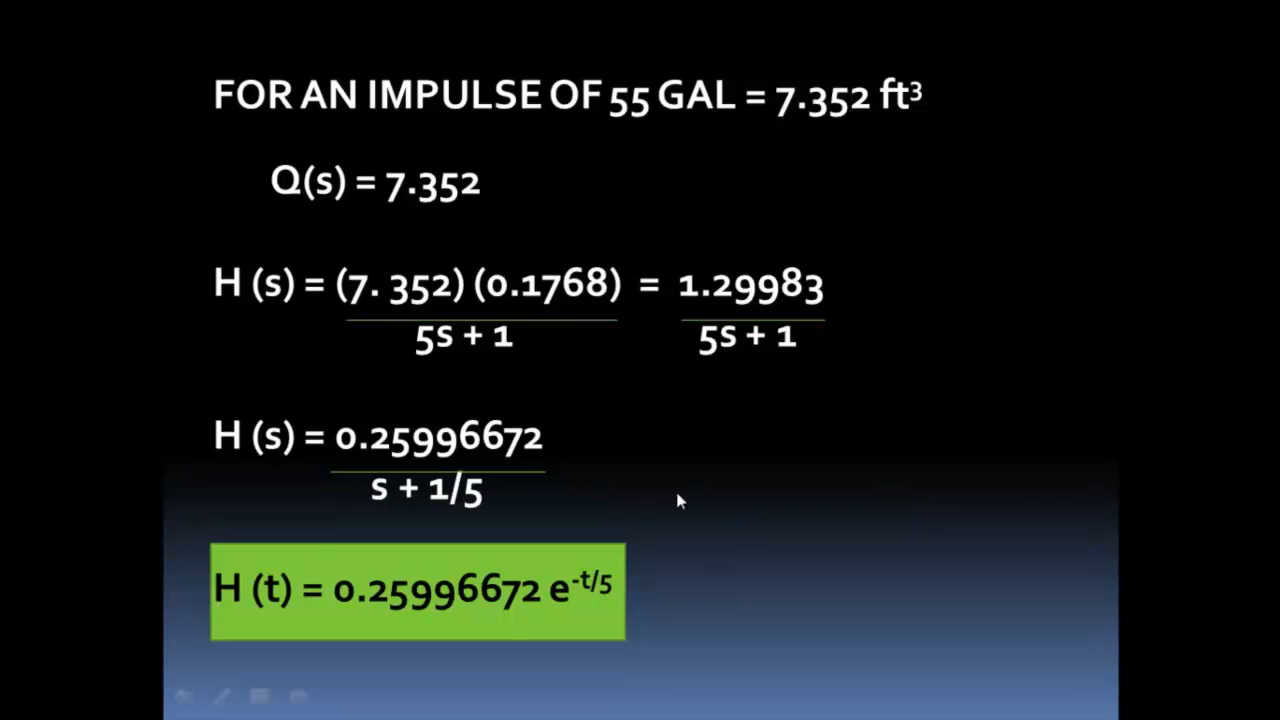 FOR AN IMPULSE OF 55 GAL = 7.352 ft³
Q(s) = 7.352
H (s) = (7. 352) (0.1768) = 1.29983
5s + 1 5s + 1
H (s) = 0.25996672
s + 1/5
H (t) = 0.25996672 e⁻ᵗ/⁵